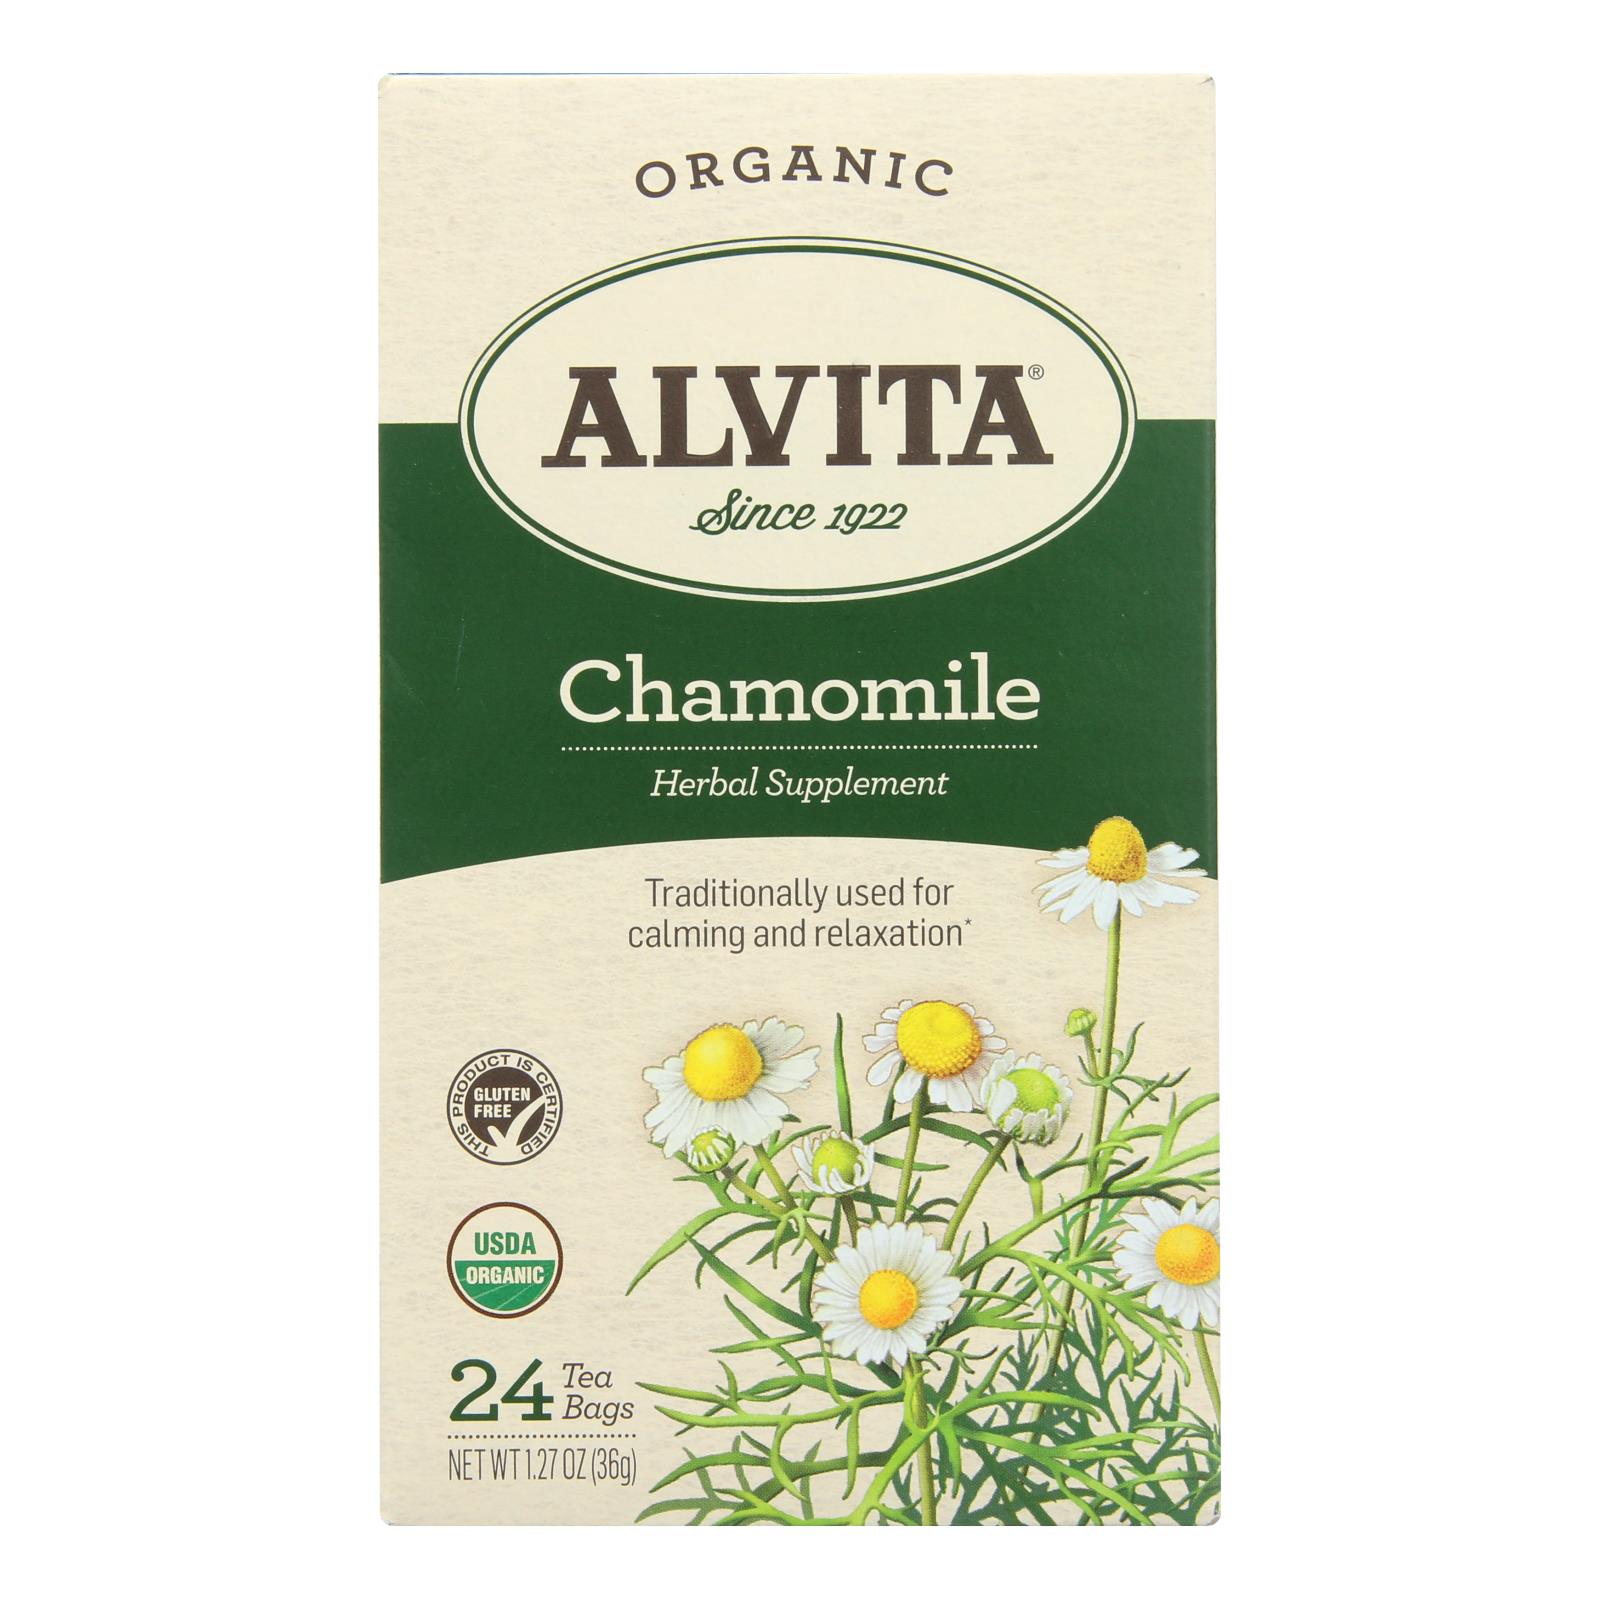 ORGANIC
ALVITA®
Since 1922
Chamomile
Herbal Supplement
Traditionally used for
calming and relaxation*
THIS PRODUCT IS CERTIFIED
GLUTEN
FREE
USDA
ORGANIC
24 Tea
Bags
NET WT 1.27 OZ (36g)